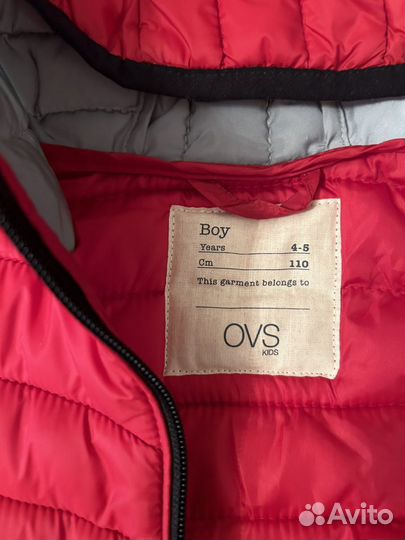 Boy
Years 4-5
Cm 110
This garment belongs to
OVS
KIDS
Avito